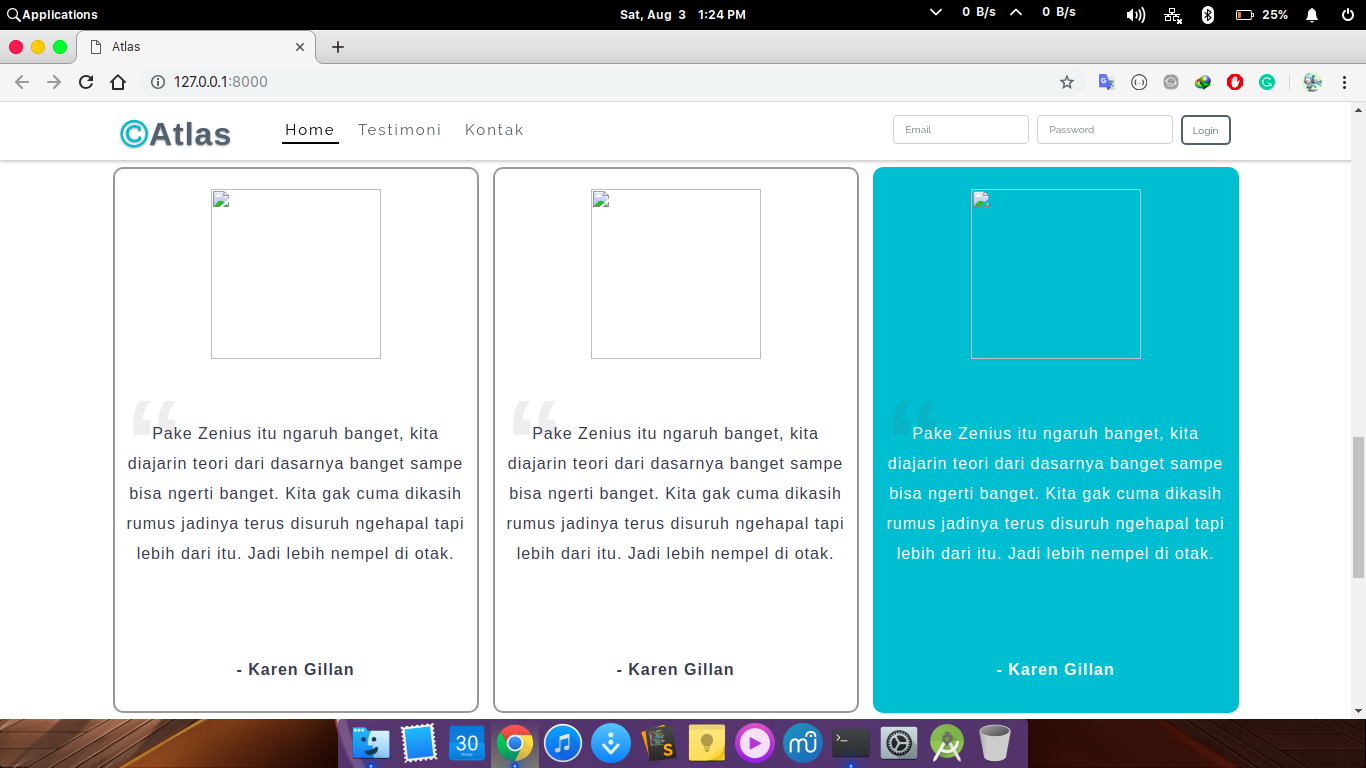 Applications
Sat, Aug 3 1:24 PM
0 B/s
0 B/s
25%
Atlas
127.0.0.1:8000
©Atlas
Home
Testimoni
Kontak
Email
Password
Login
“
Pake Zenius itu ngaruh banget, kita
diajarin teori dari dasarnya banget sampe
bisa ngerti banget. Kita gak cuma dikasih
rumus jadinya terus disuruh ngehapal tapi
lebih dari itu. Jadi lebih nempel di otak.
- Karen Gillan
“
Pake Zenius itu ngaruh banget, kita
diajarin teori dari dasarnya banget sampe
bisa ngerti banget. Kita gak cuma dikasih
rumus jadinya terus disuruh ngehapal tapi
lebih dari itu. Jadi lebih nempel di otak.
- Karen Gillan
“
Pake Zenius itu ngaruh banget, kita
diajarin teori dari dasarnya banget sampe
bisa ngerti banget. Kita gak cuma dikasih
rumus jadinya terus disuruh ngehapal tapi
lebih dari itu. Jadi lebih nempel di otak.
- Karen Gillan
30